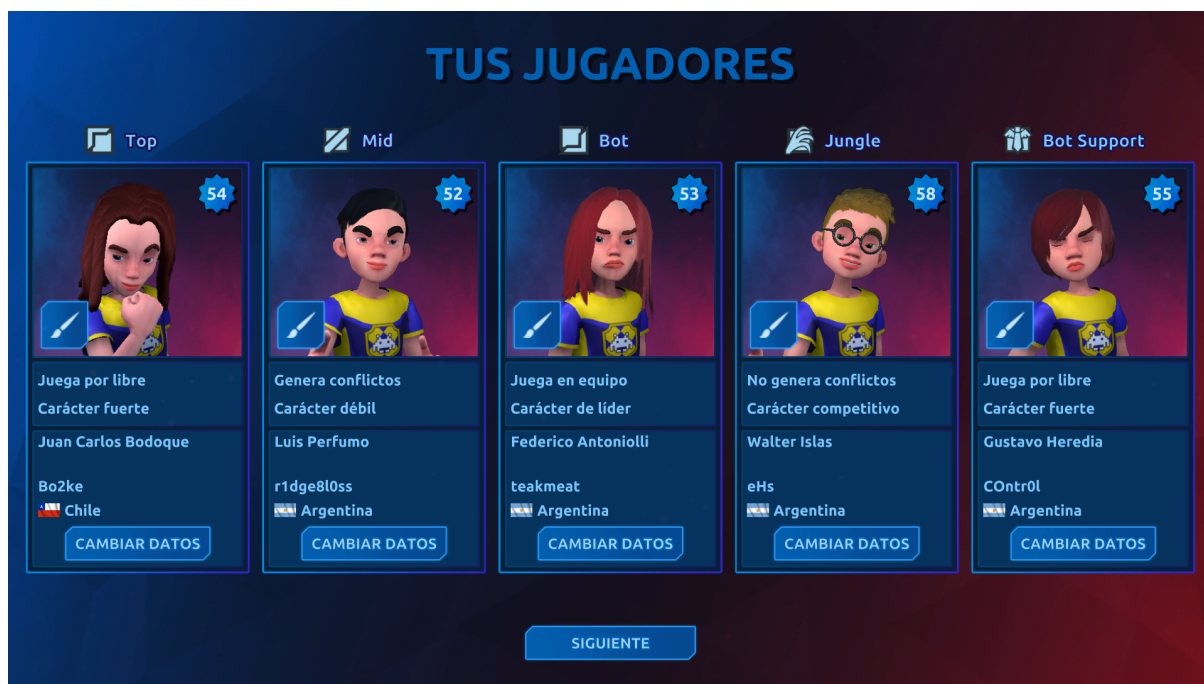 TUS JUGADORES
Top
54
Juega por libre
Carácter fuerte
Juan Carlos Bodoque
Bo2ke
Chile
CAMBIAR DATOS
Mid
52
Genera conflictos
Carácter débil
Luis Perfumo
r1dge8l0ss
Argentina
CAMBIAR DATOS
Bot
53
Juega en equipo
Carácter de líder
Federico Antoniolli
teakmeat
Argentina
CAMBIAR DATOS
Jungle
58
No genera conflictos
Carácter competitivo
Walter Islas
eHs
Argentina
CAMBIAR DATOS
Bot Support
55
Juega por libre
Carácter fuerte
Gustavo Heredia
COntr0l
Argentina
CAMBIAR DATOS
SIGUIENTE